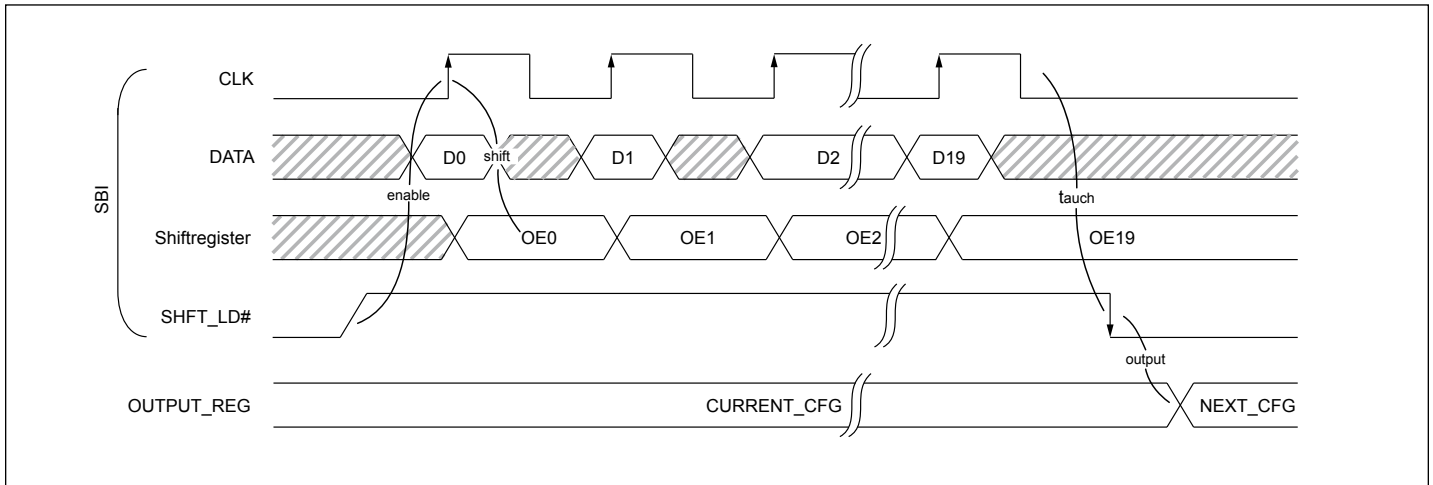 SBI
CLK
DATA
D0
shift
D1
D2
D19
enable
tauch
Shiftregister
OE0
OE1
OE2
OE19
SHFT_LD#
output
OUTPUT_REG
CURRENT_CFG
NEXT_CFG